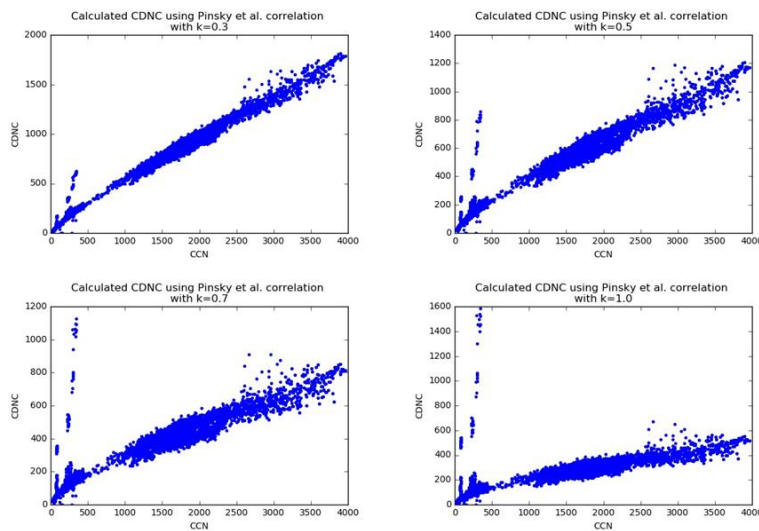 Calculated CDNC using Pinsky et al. correlation
with k=0.3
2000
1500
1000
500
0
CDNC
0 500 1000 1500 2000 2500 3000 3500 4000
CCN
Calculated CDNC using Pinsky et al. correlation
with k=0.5
1400
1200
1000
800
600
400
200
0
CDNC
0 500 1000 1500 2000 2500 3000 3500 4000
CCN
Calculated CDNC using Pinsky et al. correlation
with k=0.7
1200
1000
800
600
400
200
0
CDNC
0 500 1000 1500 2000 2500 3000 3500 4000
CCN
Calculated CDNC using Pinsky et al. correlation
with k=1.0
1600
1400
1200
1000
800
600
400
200
0
CDNC
0 500 1000 1500 2000 2500 3000 3500 4000
CCN